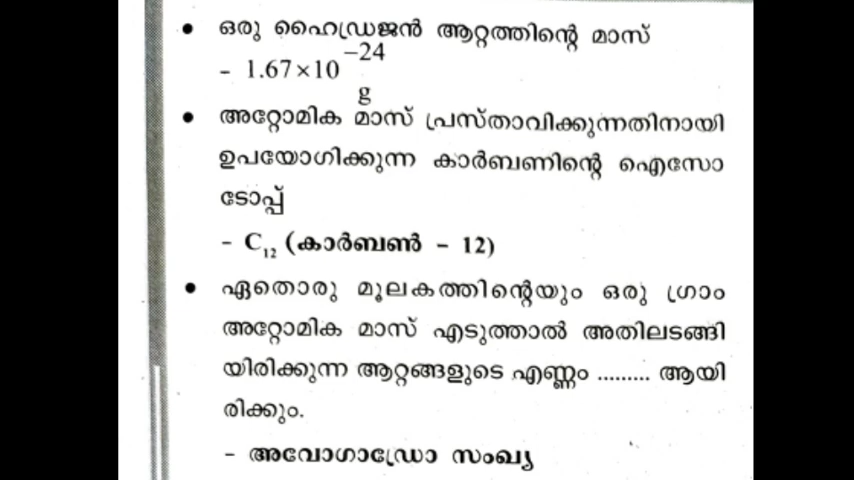 • ഒരു ഹൈഡ്രജൻ ആറ്റത്തിന്റെ മാസ്
– 1.67×10⁻²⁴
g
• അറ്റോമിക മാസ് പ്രസ്താവിക്കുന്നതിനായി
ഉപയോഗിക്കുന്ന കാർബണിന്റെ ഐസോ
ടോപ്പ്
– C₁₂ (കാർബൺ – 12)
• ഏതൊരു മൂലകത്തിന്റെയും ഒരു ഗ്രാം
അറ്റോമിക മാസ് എടുത്താൽ അതിലടങ്ങി
യിരിക്കുന്ന ആറ്റങ്ങളുടെ എണ്ണം ......... ആയി
രിക്കും.
– അവോഗാഡ്രോ സംഖ്യ